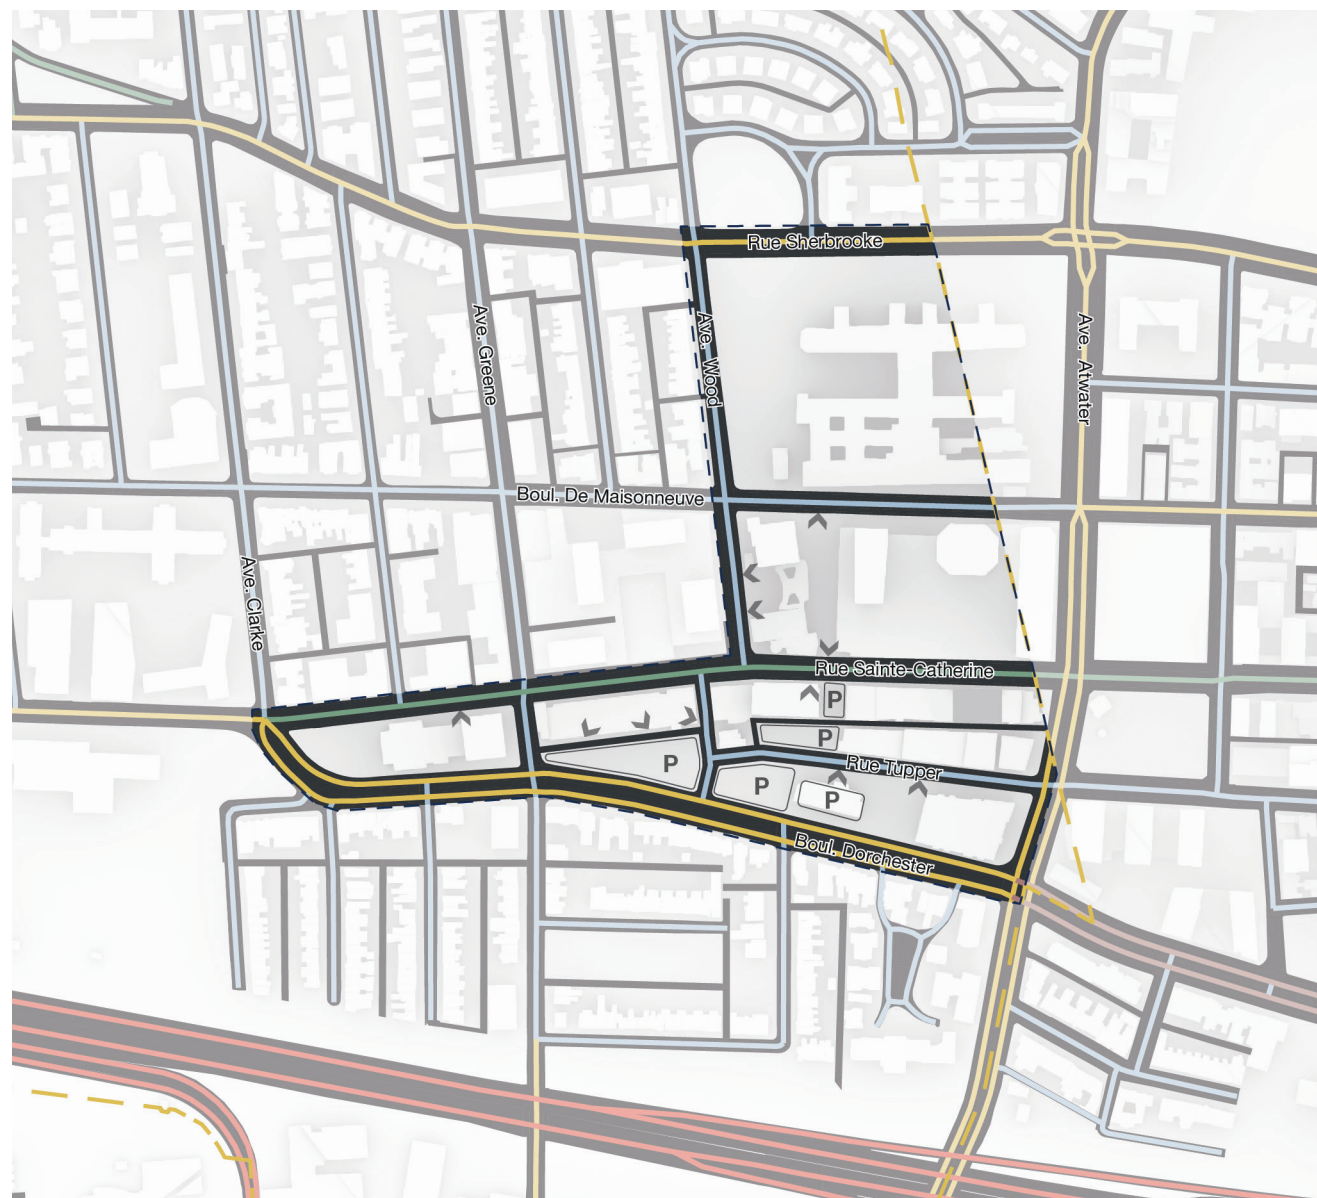 Rue Sherbrooke
Ave. Greene
Ave. Wood
Ave. Atwater
Boul. De Maisonneuve
Ave. Clarke
Rue Sainte-Catherine
P
P
P
Rue Tupper
P
P
Boul. Dorchester